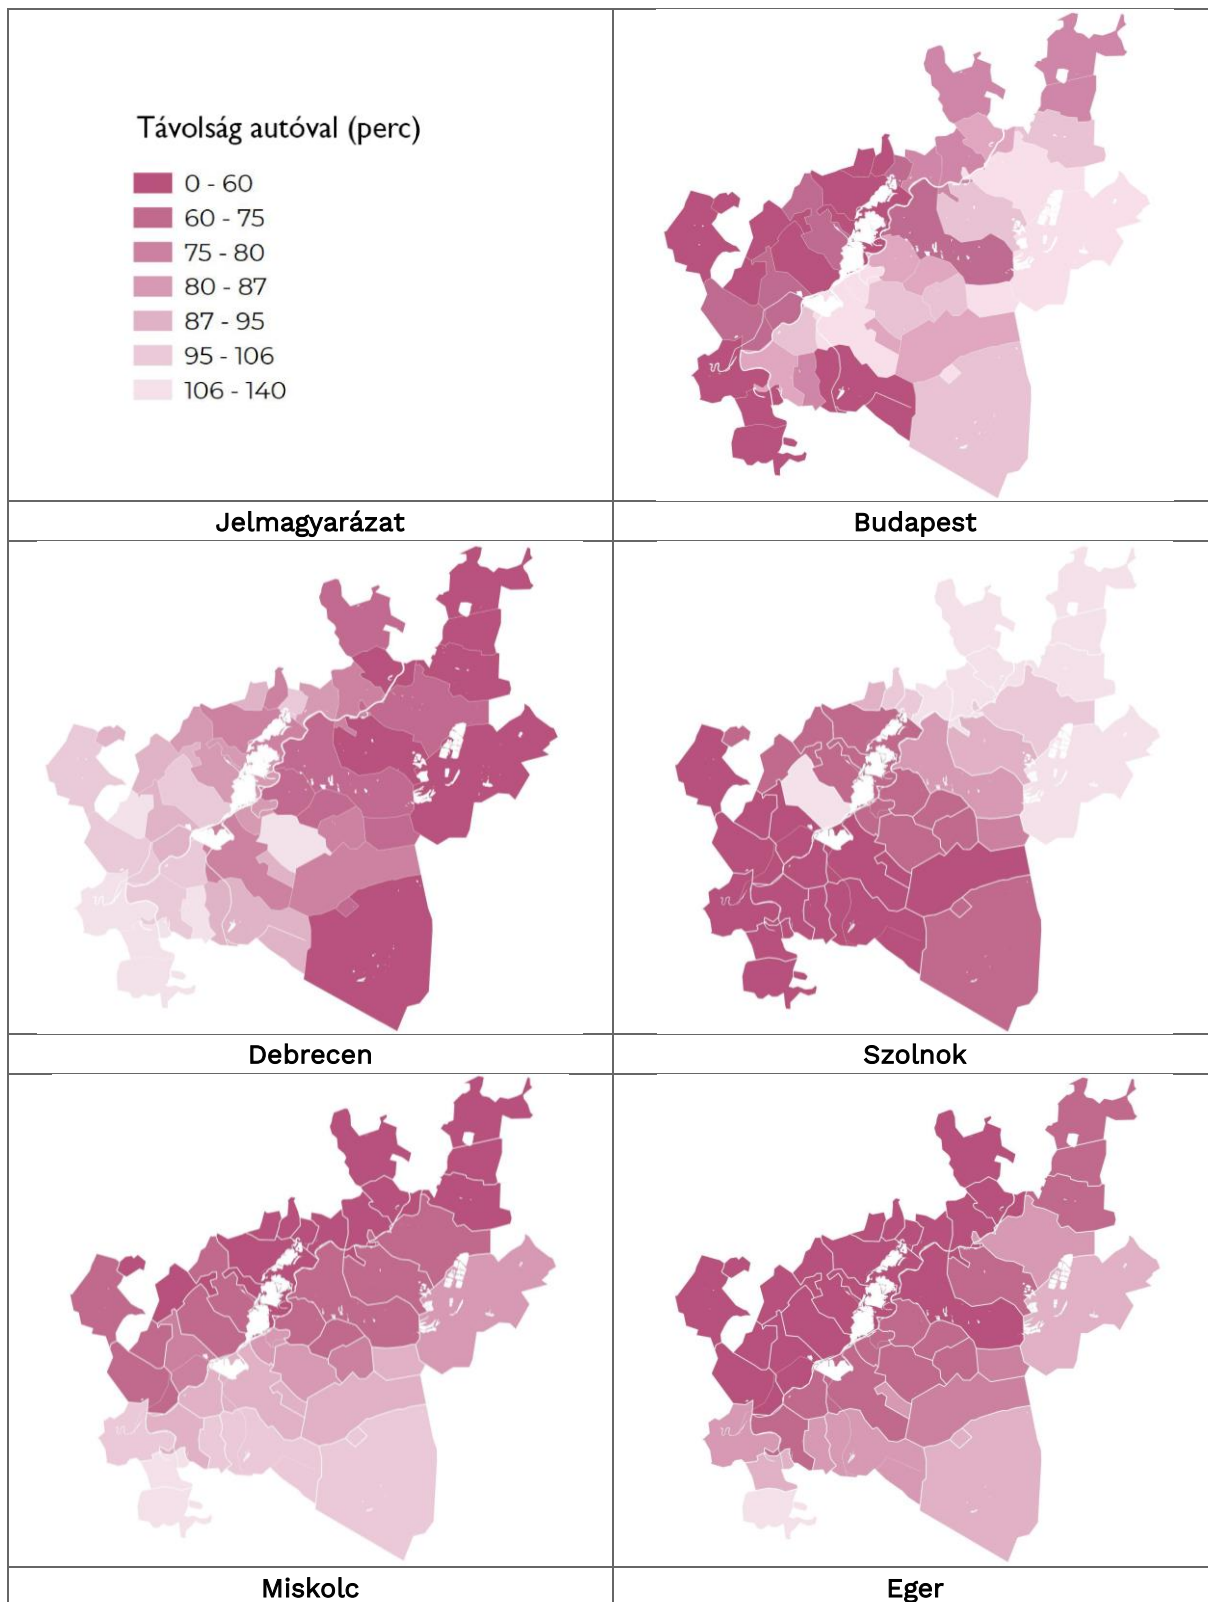 Távolság autóval (perc)
0 - 60
60 - 75
75 - 80
80 - 87
87 - 95
95 - 106
106 - 140
Jelmagyarázat
Budapest
Debrecen
Szolnok
Miskolc
Eger